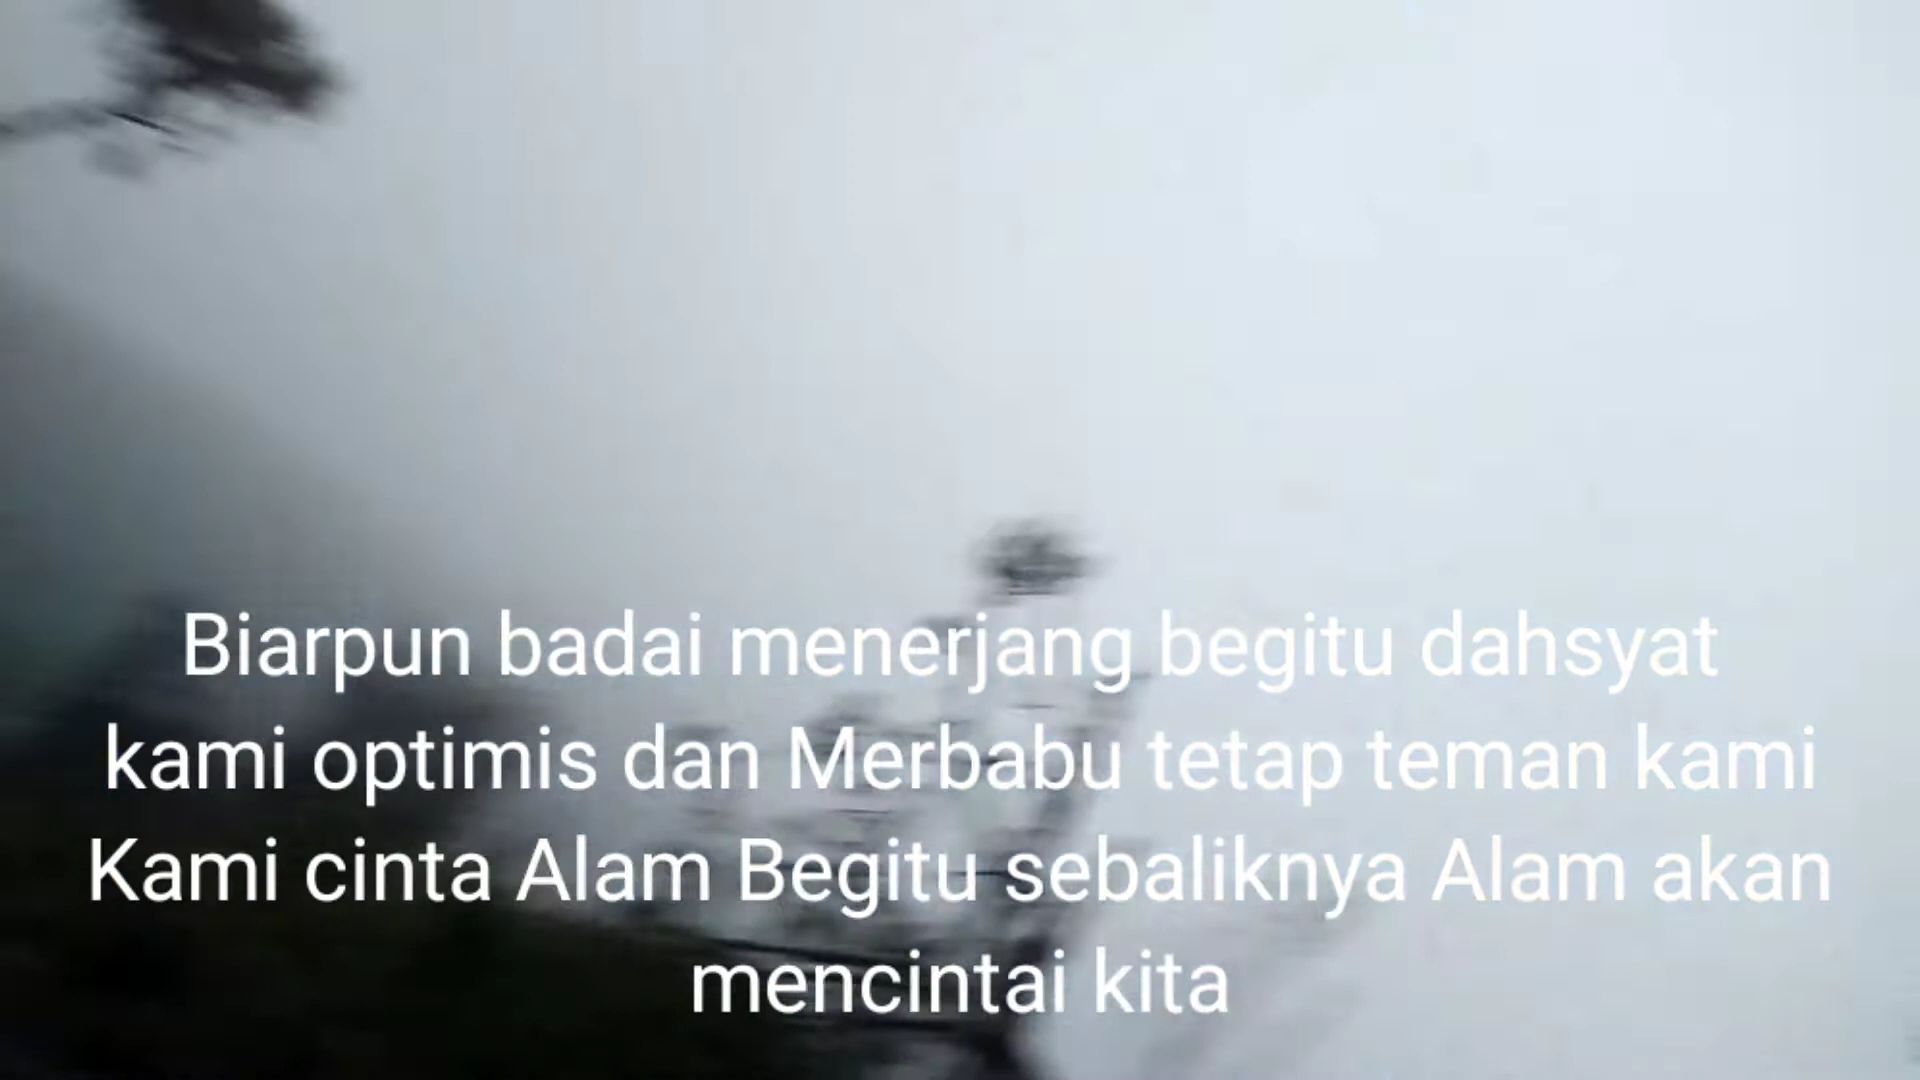 Biarpun badai menerjang begitu dahsyat
kami optimis dan Merbabu tetap teman kami
Kami cinta Alam Begitu sebaliknya Alam akan
mencintai kita